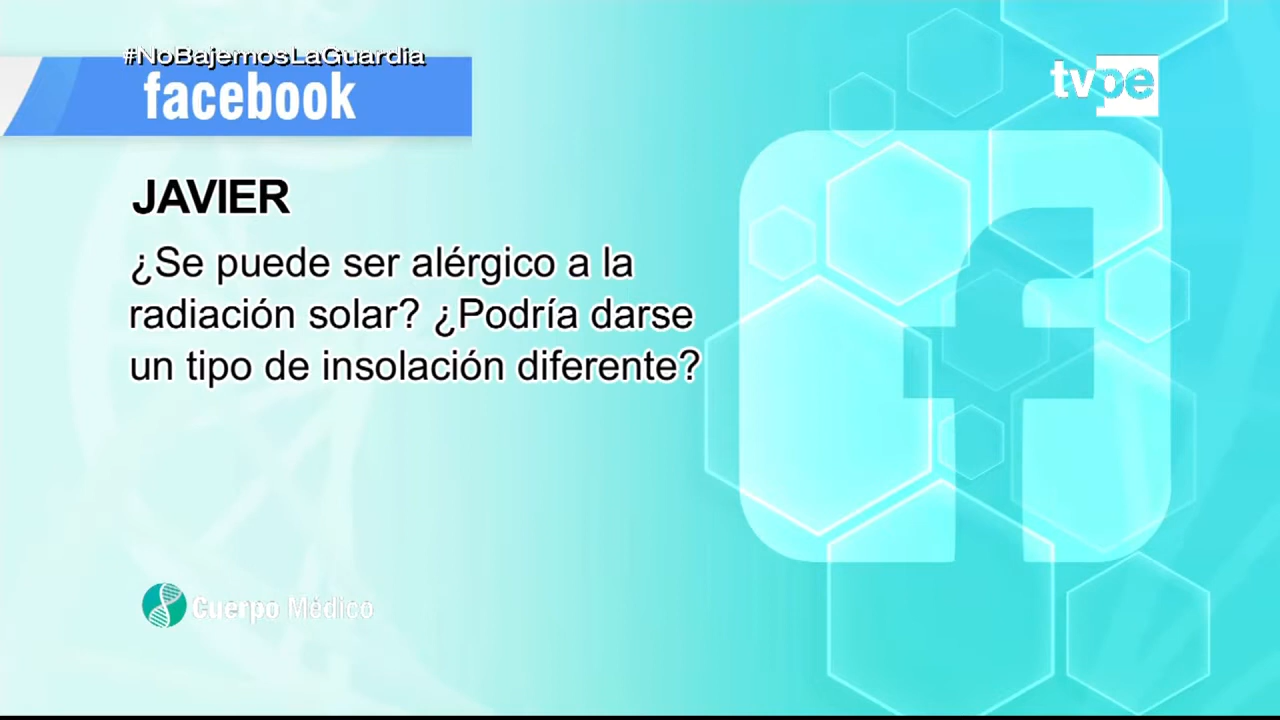 #NoBajemosLaGuardia
facebook
tvpe
JAVIER
¿Se puede ser alérgico a la
radiación solar? ¿Podría darse
un tipo de insolación diferente?
Cuerpo Médico